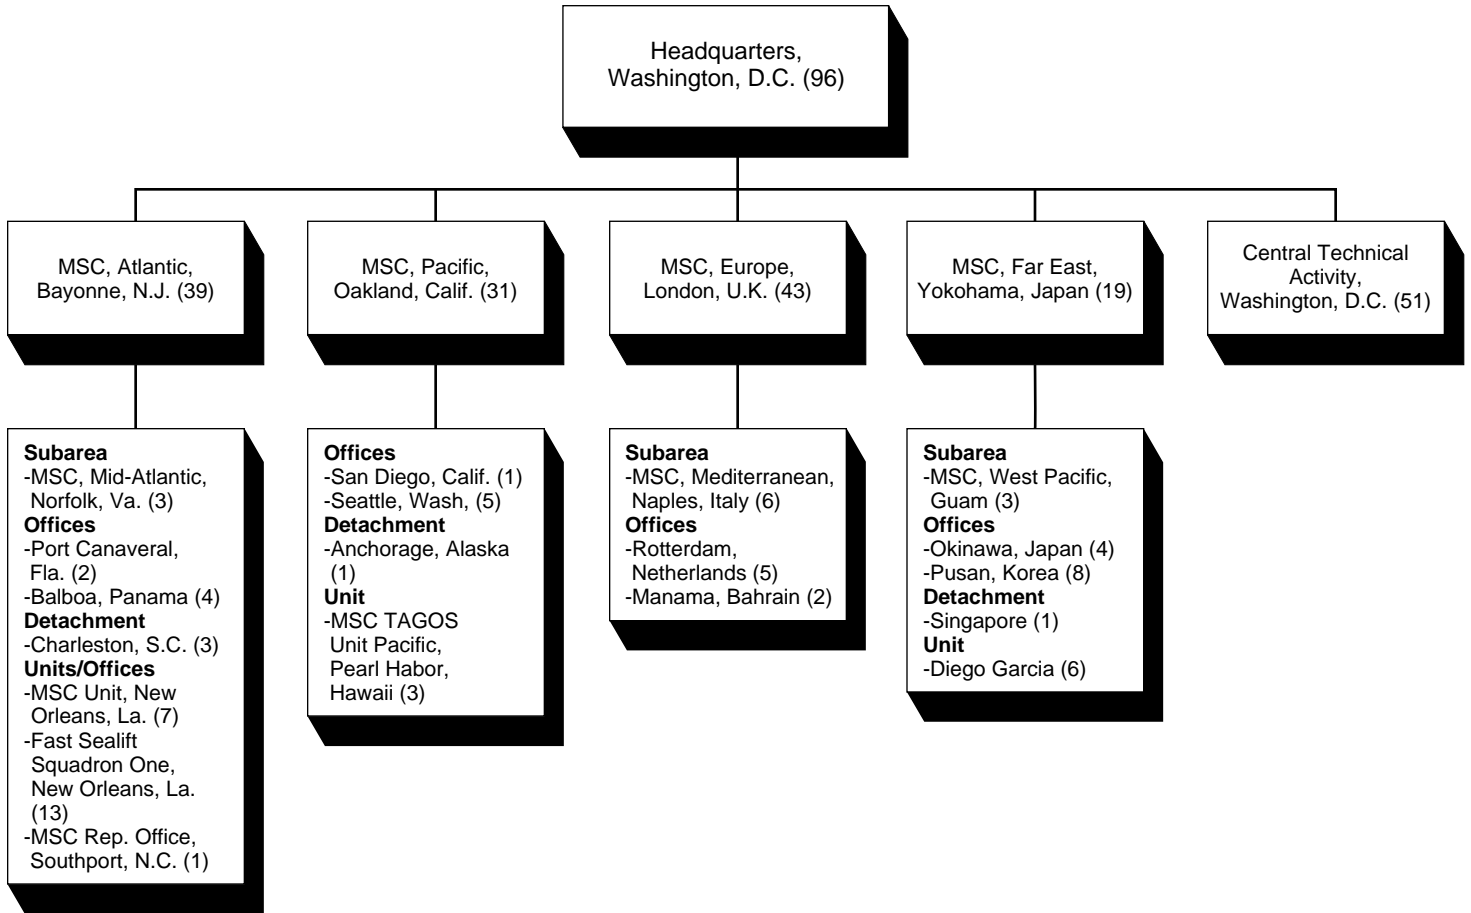 Headquarters,
Washington, D.C. (96)
MSC, Atlantic,
Bayonne, N.J. (39)
MSC, Pacific,
Oakland, Calif. (31)
MSC, Europe,
London, U.K. (43)
MSC, Far East,
Yokohama, Japan (19)
Central Technical
Activity,
Washington, D.C. (51)
Subarea
-MSC, Mid-Atlantic,
Norfolk, Va. (3)
Offices
-Port Canaveral,
Fla. (2)
-Balboa, Panama (4)
Detachment
-Charleston, S.C. (3)
Units/Offices
-MSC Unit, New
Orleans, La. (7)
-Fast Sealift
Squadron One,
New Orleans, La.
(13)
-MSC Rep. Office,
Southport, N.C. (1)
Offices
-San Diego, Calif. (1)
-Seattle, Wash, (5)
Detachment
-Anchorage, Alaska
(1)
Unit
-MSC TAGOS
Unit Pacific,
Pearl Habor,
Hawaii (3)
Subarea
-MSC, Mediterranean,
Naples, Italy (6)
Offices
-Rotterdam,
Netherlands (5)
-Manama, Bahrain (2)
Subarea
-MSC, West Pacific,
Guam (3)
Offices
-Okinawa, Japan (4)
-Pusan, Korea (8)
Detachment
-Singapore (1)
Unit
-Diego Garcia (6)